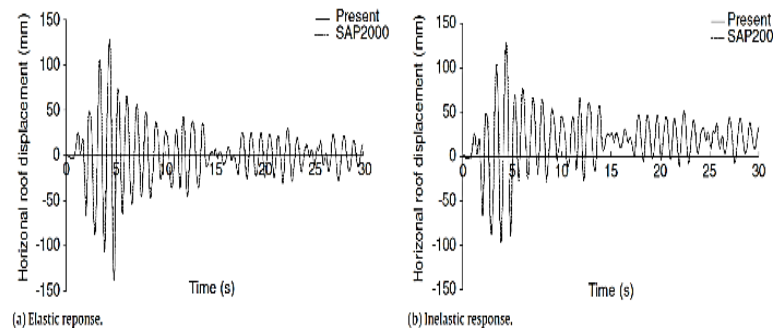 150
100
50
0
-50
-100
-150
Horizonal roof displacement (mm)
0
5
10
15
20
25
30
Time (s)
Present
SAP2000
(a) Elastic reponse.
150
100
50
0
-50
-100
-150
Horizonal roof displacement (mm)
0
5
10
15
20
25
30
Time (s)
Present
SAP200
(b) Inelastic response.